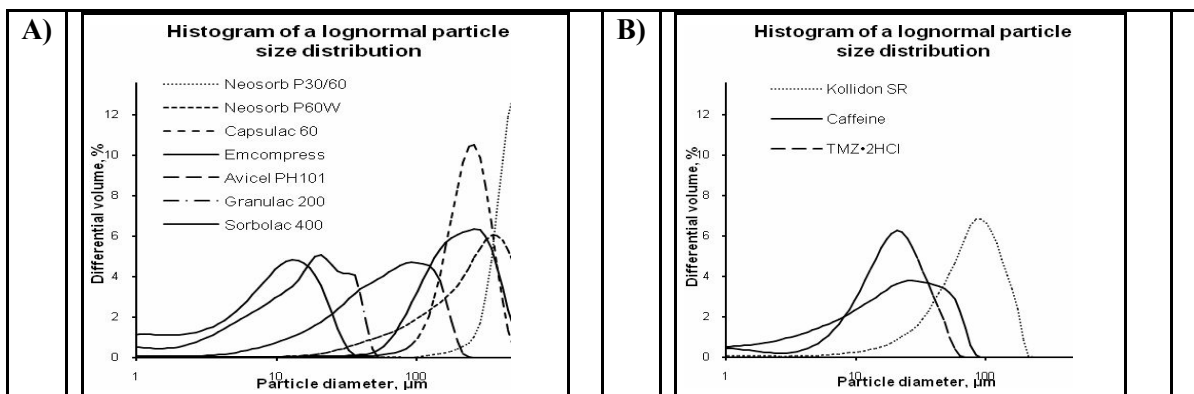 A)
Histogram of a lognormal particle
size distribution
Neosorb P30/60
Neosorb P60W
Capsulac 60
Emcompress
Avicel PH101
Granulac 200
Sorbolac 400
Differential volume, %
12
10
8
6
4
2
0
1
10
100
Particle diameter, µm
B)
Histogram of a lognormal particle
size distribution
Kollidon SR
Caffeine
TMZ•2HCl
Differential volume, %
12
10
8
6
4
2
0
1
10
100
Particle diameter, µm